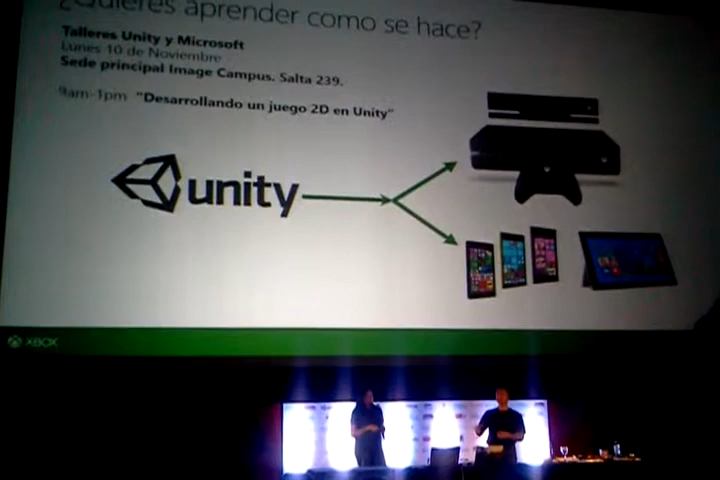 ¿Quieres aprender como se hace?
Talleres Unity y Microsoft
Lunes 10 de Noviembre
Sede principal Image Campus. Salta 239.
9am-1pm "Desarrollando un juego 2D en Unity"
unity
XBOX